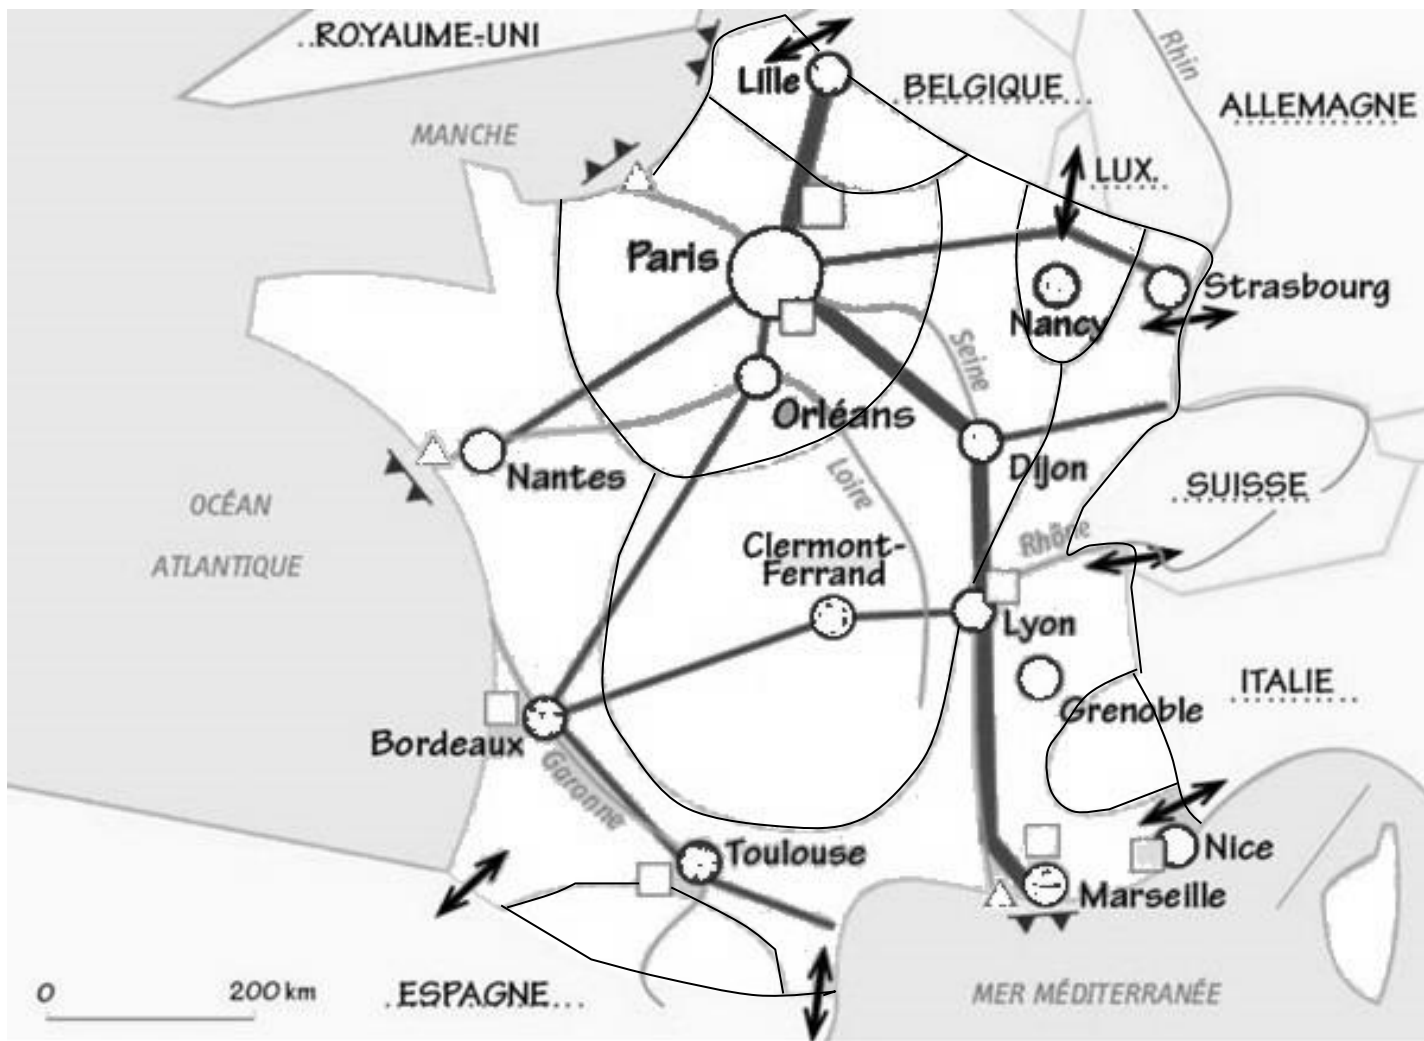 ROYAUME-UNI
Rhin
Lille
BELGIQUE
ALLEMAGNE
MANCHE
LUX.
Paris
Strasbourg
Nancy
Seine
Orléans
Nantes
Dijon
Loire
SUISSE
OCÉAN
ATLANTIQUE
Rhône
Clermont-
Ferrand
Lyon
ITALIE
Grenoble
Bordeaux
Garonne
Toulouse
Nice
Marseille
0 200 km
ESPAGNE
MER MÉDITERRANÉE